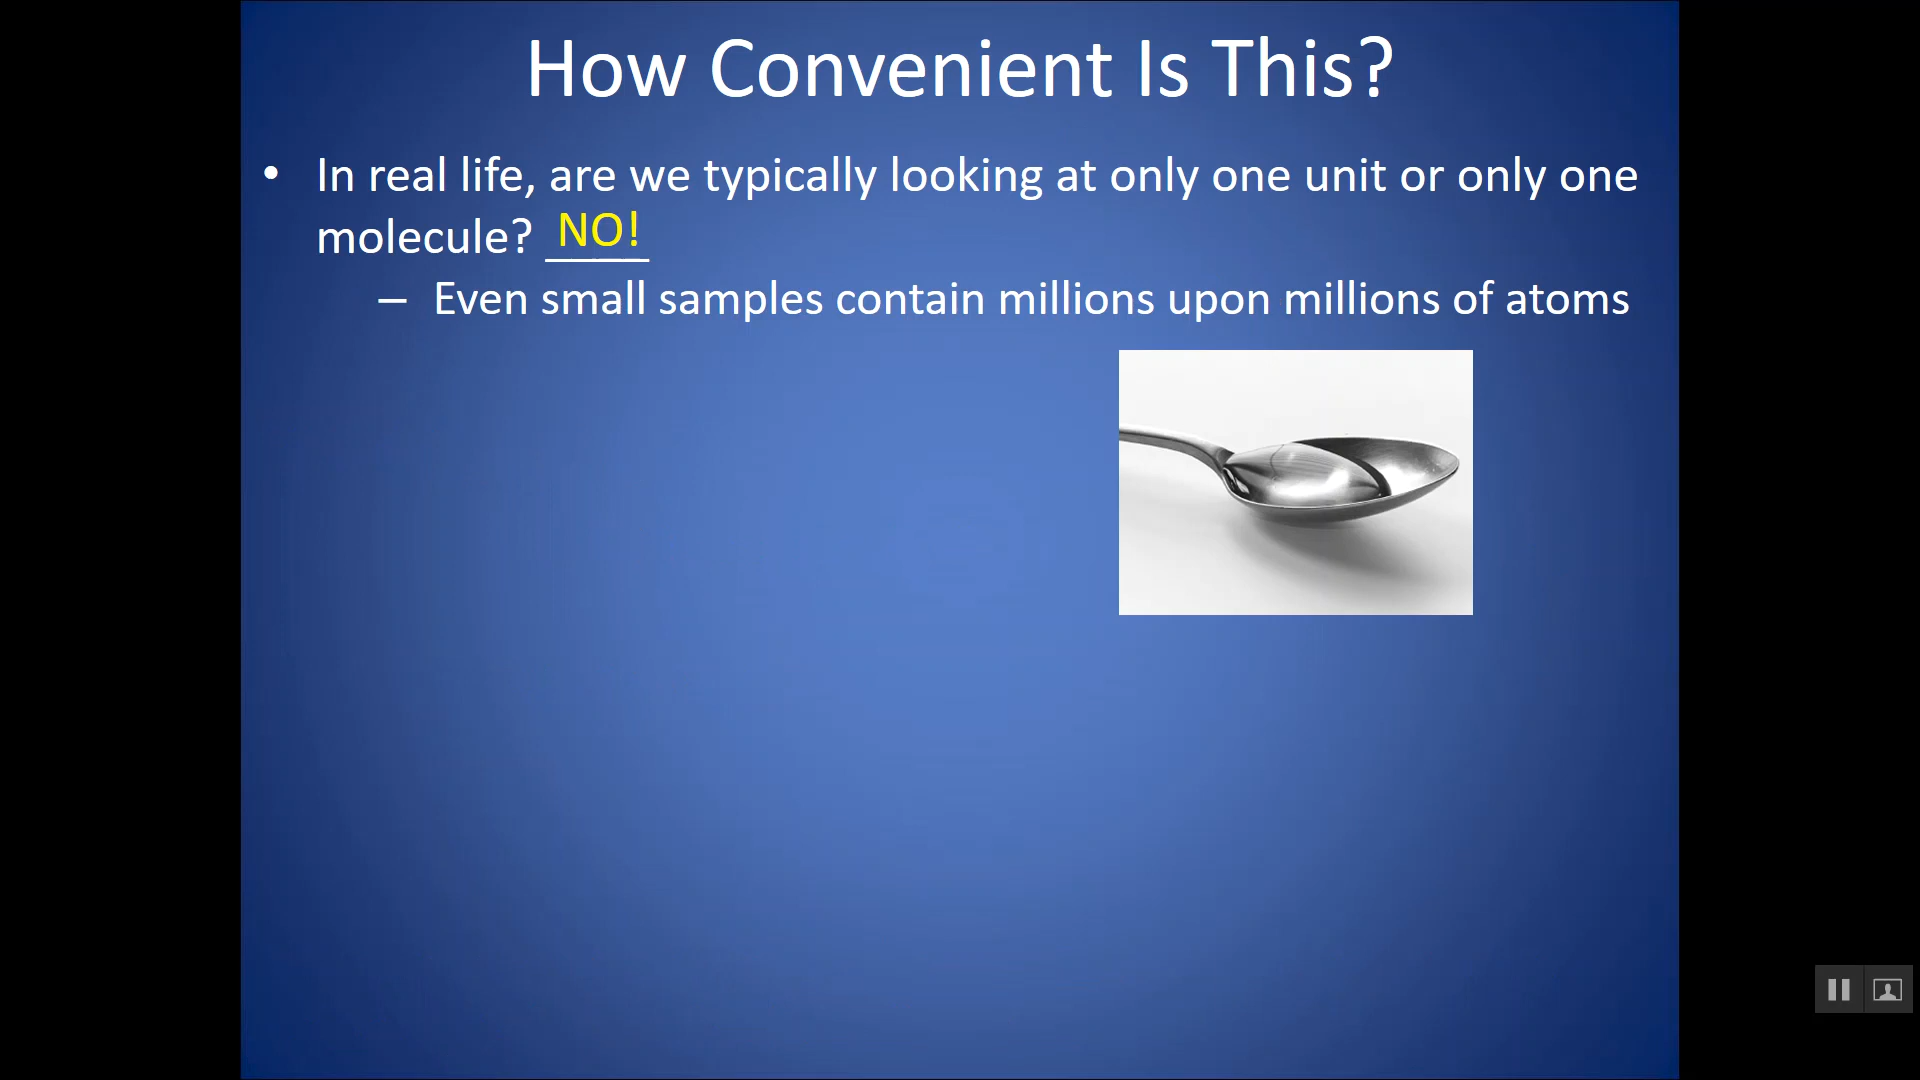 How Convenient Is This?
• In real life, are we typically looking at only one unit or only one
molecule? NO!
– Even small samples contain millions upon millions of atoms